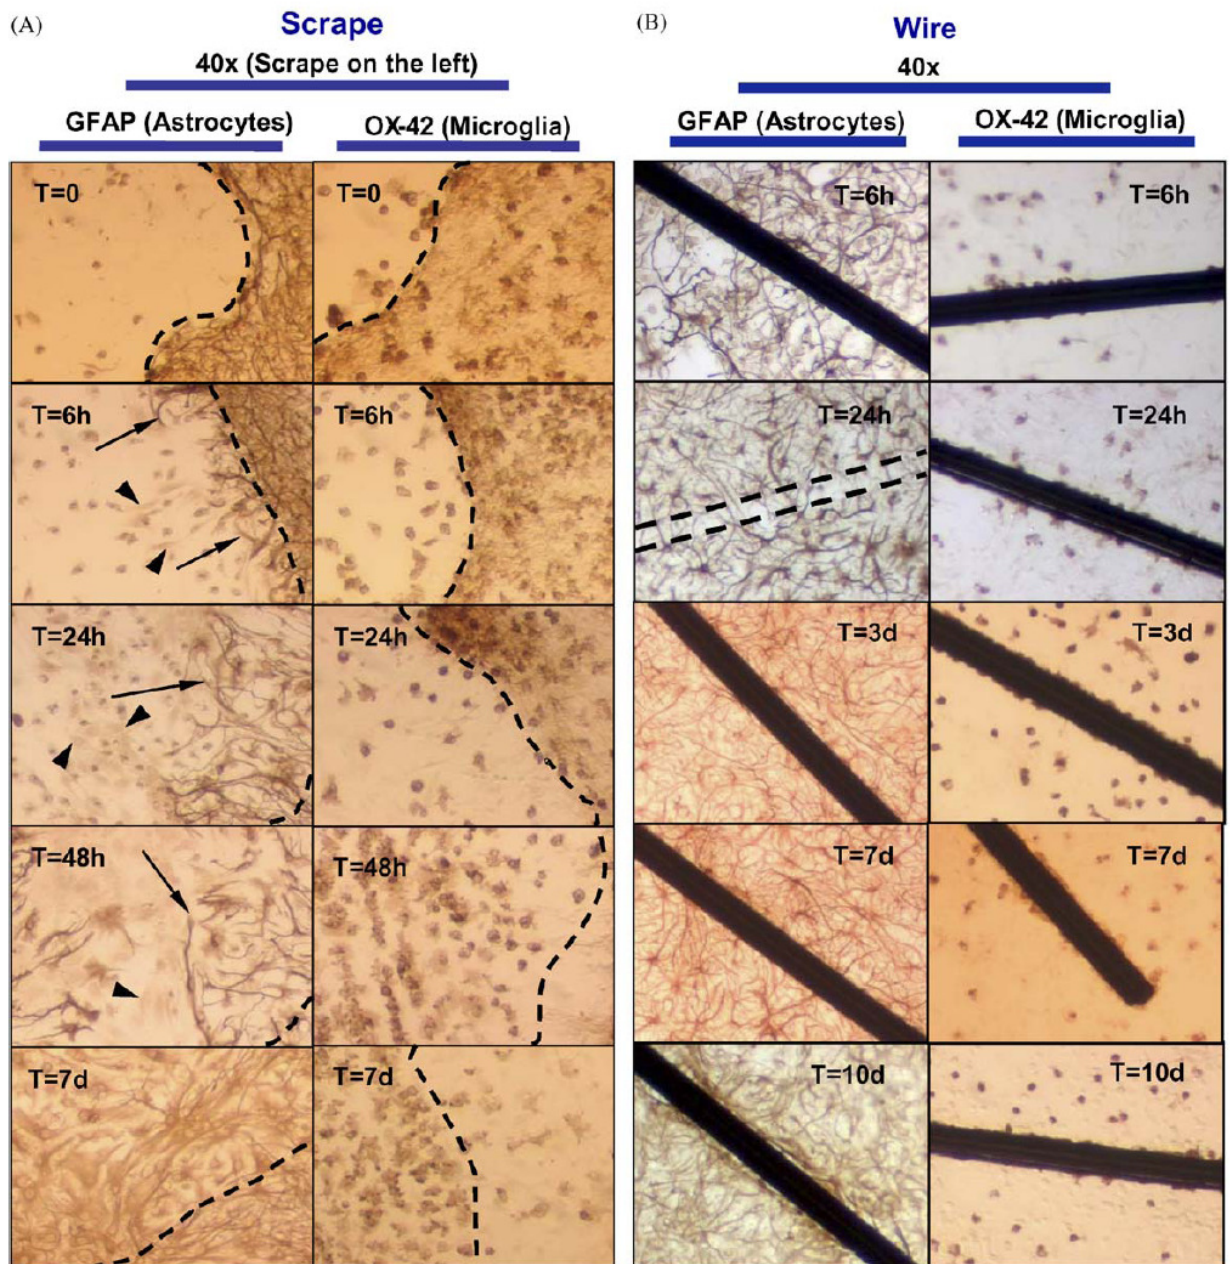 (A)
Scrape
40x (Scrape on the left)
GFAP (Astrocytes)
OX-42 (Microglia)
T=0
T=0
T=6h
T=6h
T=24h
T=24h
T=48h
T=48h
T=7d
T=7d
(B)
Wire
40x
GFAP (Astrocytes)
OX-42 (Microglia)
T=6h
T=6h
T=24h
T=24h
T=3d
T=3d
T=7d
T=7d
T=10d
T=10d